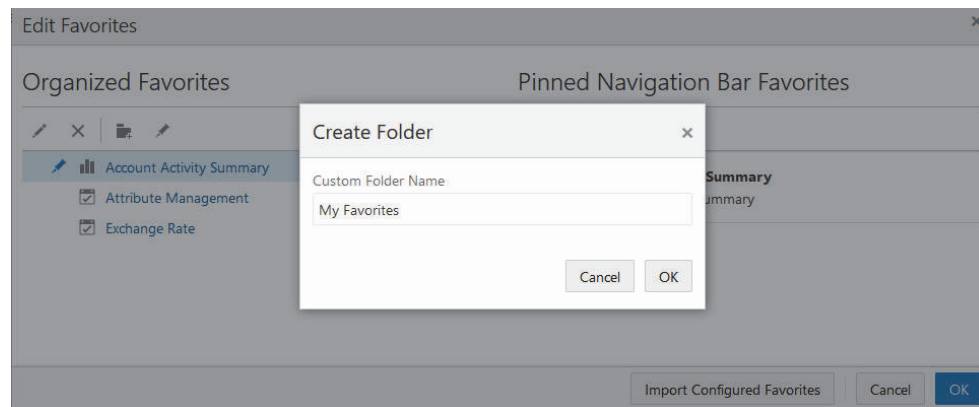 Edit Favorites
Organized Favorites
Pinned Navigation Bar Favorites
Create Folder
Account Activity Summary
Attribute Management
Exchange Rate
Custom Folder Name
My Favorites
Summary
Cancel
OK
Import Configured Favorites
Cancel
OK